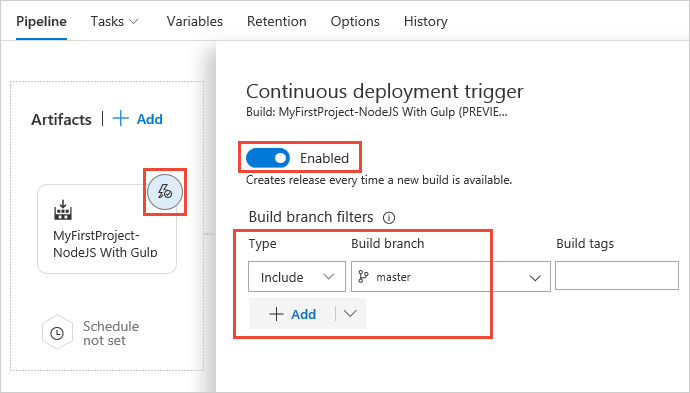 Pipeline Tasks Variables Retention Options History
Artifacts | + Add
MyFirstProject-
NodeJS With Gulp
Schedule
not set
Continuous deployment trigger
Build: MyFirstProject-NodeJS With Gulp (PREVIE...
Enabled
Creates release every time a new build is available.
Build branch filters
Type Build branch Build tags
Include master
+ Add